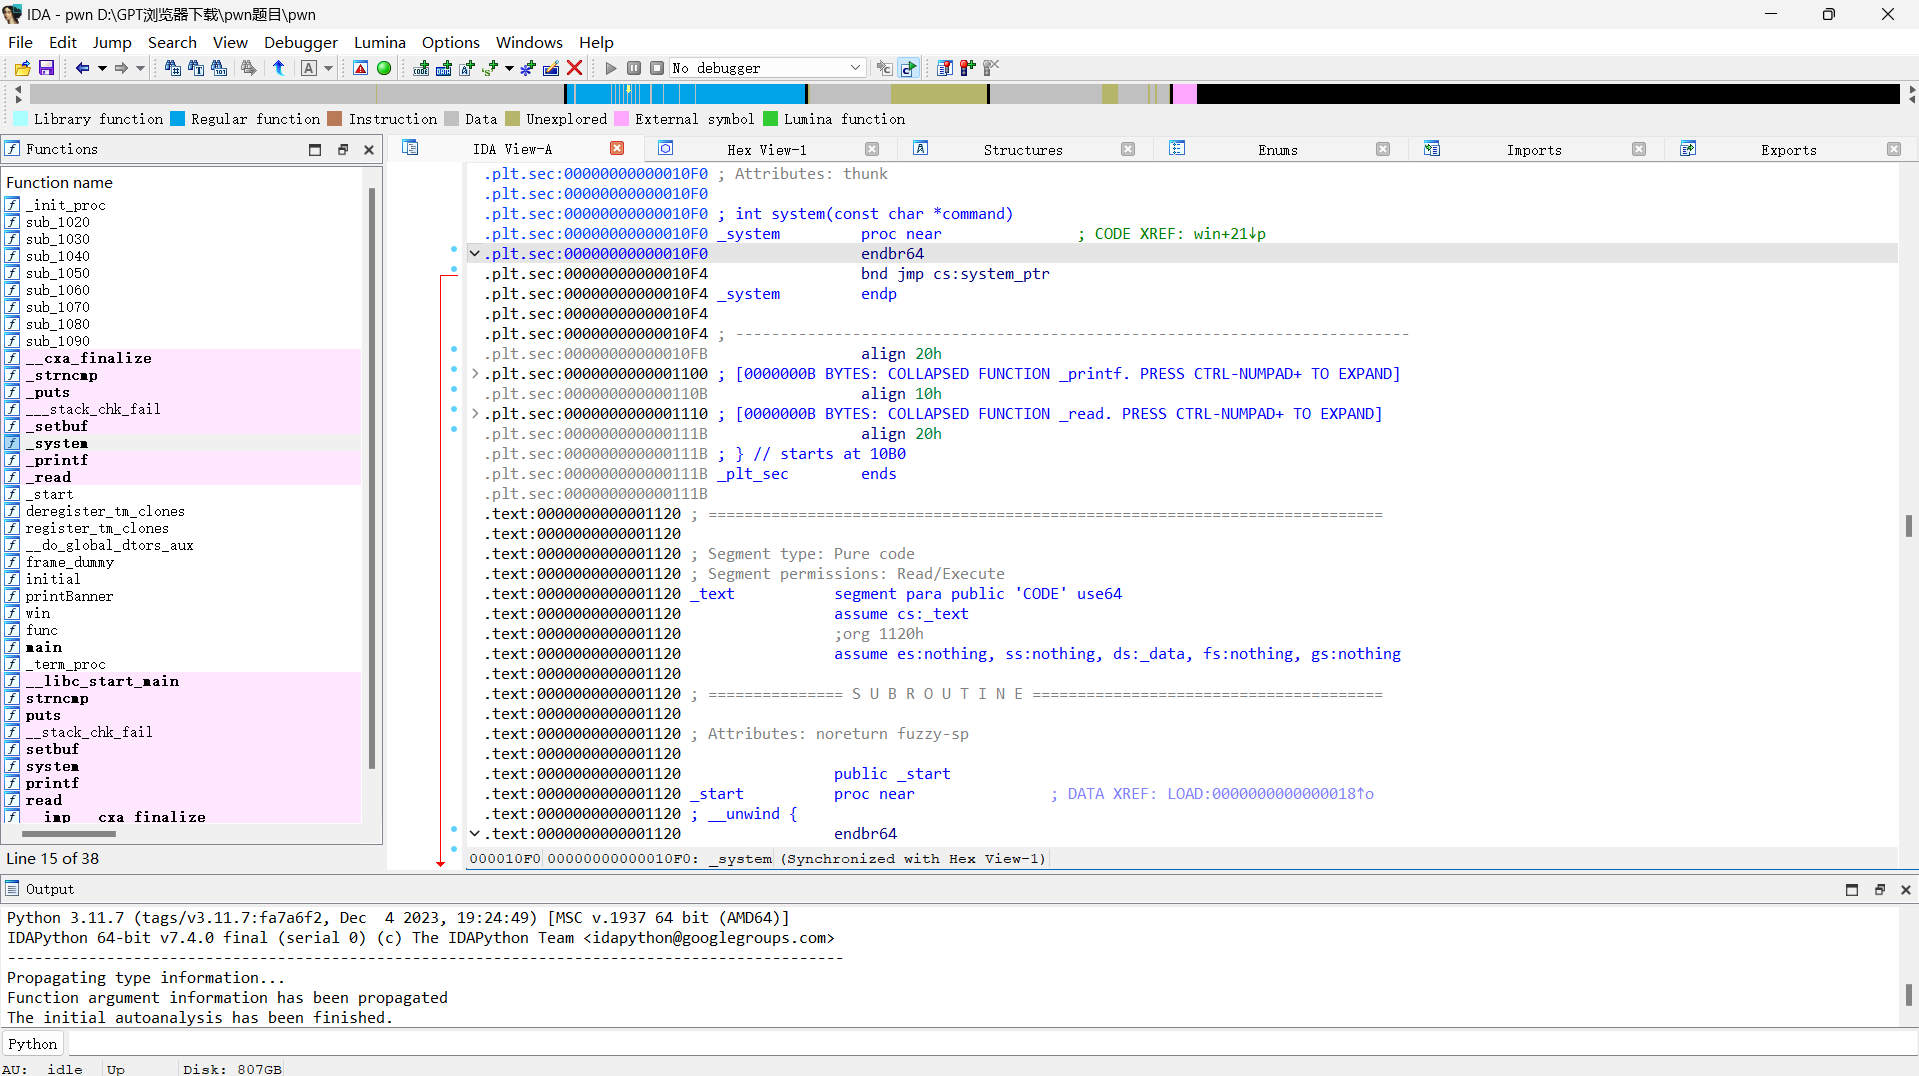 IDA - pwn D:\GPT浏览器下载\pwn题目\pwn
File Edit Jump Search View Debugger Lumina Options Windows Help
No debugger
Library function Regular function Instruction Data Unexplored External symbol Lumina function
Functions
IDA View-A Hex View-1 Structures Enums Imports Exports
Function name
_init_proc
sub_1020
sub_1030
sub_1040
sub_1050
sub_1060
sub_1070
sub_1080
sub_1090
__cxa_finalize
_strncmp
_puts
___stack_chk_fail
_setbuf
_system
_printf
_read
_start
deregister_tm_clones
register_tm_clones
__do_global_dtors_aux
frame_dummy
initial
printBanner
win
func
main
_term_proc
__libc_start_main
strncmp
puts
__stack_chk_fail
setbuf
system
printf
read
__imp___cxa_finalize
Line 15 of 38
.plt.sec:00000000000010F0 ; Attributes: thunk
.plt.sec:00000000000010F0
.plt.sec:00000000000010F0 ; int system(const char *command)
.plt.sec:00000000000010F0 _system proc near ; CODE XREF: win+21↓p
.plt.sec:00000000000010F0 endbr64
.plt.sec:00000000000010F4 bnd jmp cs:system_ptr
.plt.sec:00000000000010F4 _system endp
.plt.sec:00000000000010F4
.plt.sec:00000000000010F4 ; ---------------------------------------------------------------------------
.plt.sec:00000000000010FB align 20h
.plt.sec:0000000000001100 ; [0000000B BYTES: COLLAPSED FUNCTION _printf. PRESS CTRL-NUMPAD+ TO EXPAND]
.plt.sec:000000000000110B align 10h
.plt.sec:0000000000001110 ; [0000000B BYTES: COLLAPSED FUNCTION _read. PRESS CTRL-NUMPAD+ TO EXPAND]
.plt.sec:000000000000111B align 20h
.plt.sec:000000000000111B ; } // starts at 10B0
.plt.sec:000000000000111B _plt_sec ends
.plt.sec:000000000000111B
.text:0000000000001120 ; ===========================================================================
.text:0000000000001120
.text:0000000000001120 ; Segment type: Pure code
.text:0000000000001120 ; Segment permissions: Read/Execute
.text:0000000000001120 _text segment para public 'CODE' use64
.text:0000000000001120 assume cs:_text
.text:0000000000001120 ;org 1120h
.text:0000000000001120 assume es:nothing, ss:nothing, ds:_data, fs:nothing, gs:nothing
.text:0000000000001120
.text:0000000000001120 ; =============== S U B R O U T I N E =======================================
.text:0000000000001120
.text:0000000000001120 ; Attributes: noreturn fuzzy-sp
.text:0000000000001120
.text:0000000000001120 public _start
.text:0000000000001120 _start proc near ; DATA XREF: LOAD:0000000000000018↑o
.text:0000000000001120 ; __unwind {
.text:0000000000001120 endbr64
000010F0 00000000000010F0: _system (Synchronized with Hex View-1)
Output
Python 3.11.7 (tags/v3.11.7:fa7a6f2, Dec 4 2023, 19:24:49) [MSC v.1937 64 bit (AMD64)]
IDAPython 64-bit v7.4.0 final (serial 0) (c) The IDAPython Team <idapython@googlegroups.com>
---------------------------------------------------------------------------------------------
Propagating type information...
Function argument information has been propagated
The initial autoanalysis has been finished.
Python
AU: idle Up Disk: 807GB